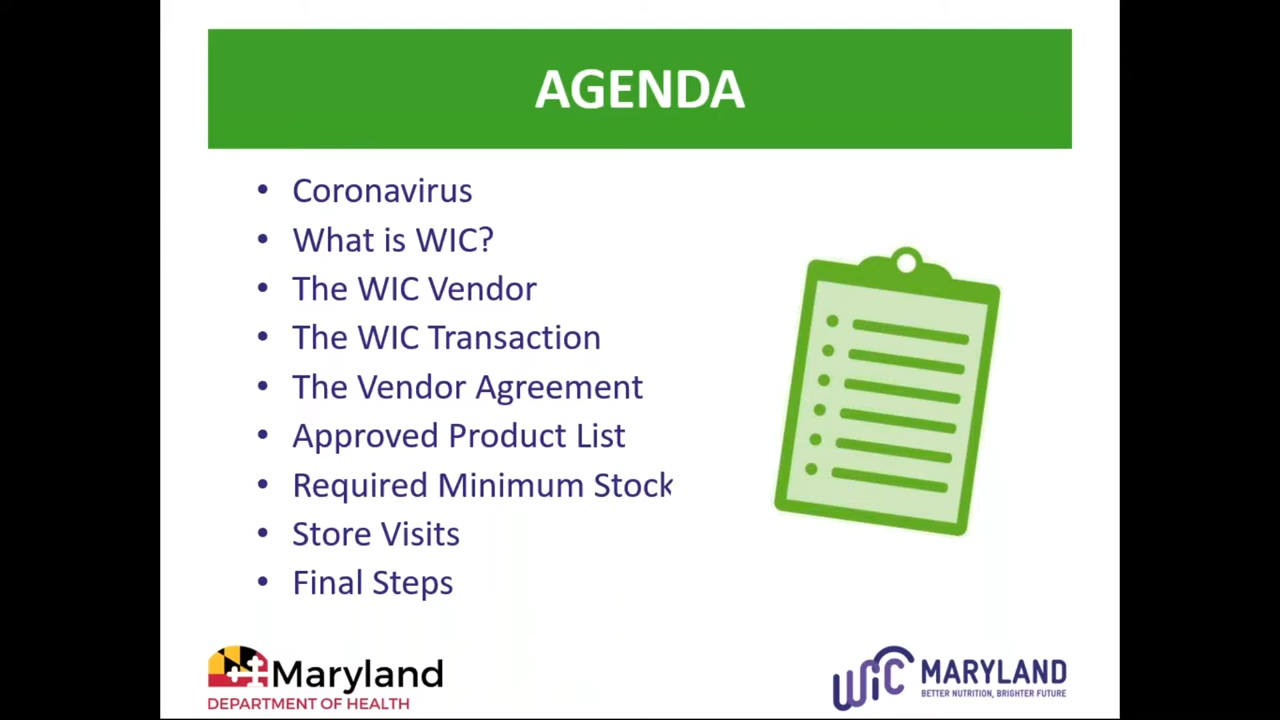 AGENDA
• Coronavirus
• What is WIC?
• The WIC Vendor
• The WIC Transaction
• The Vendor Agreement
• Approved Product List
• Required Minimum Stock
• Store Visits
• Final Steps
Maryland
DEPARTMENT OF HEALTH
WIC MARYLAND
BETTER NUTRITION, BRIGHTER FUTURE